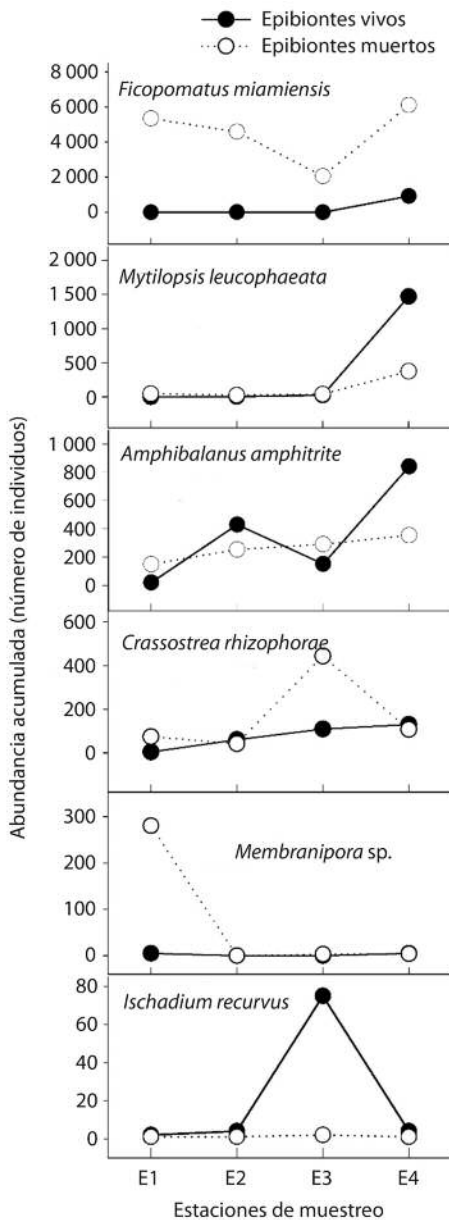 Epibiontes vivos
Epibiontes muertos
8 000
6 000
4 000
2 000
0
Ficopomatus miamiensis
2 000
1 500
1 000
500
0
Mytilopsis leucophaeata
1 000
800
600
400
200
0
Amphibalanus amphitrite
600
400
200
0
Crassostrea rhizophorae
300
200
100
0
Membranipora sp.
80
60
40
20
0
Ischadium recurvus
E1 E2 E3 E4
Estaciones de muestreo
Abundancia acumulada (número de individuos)